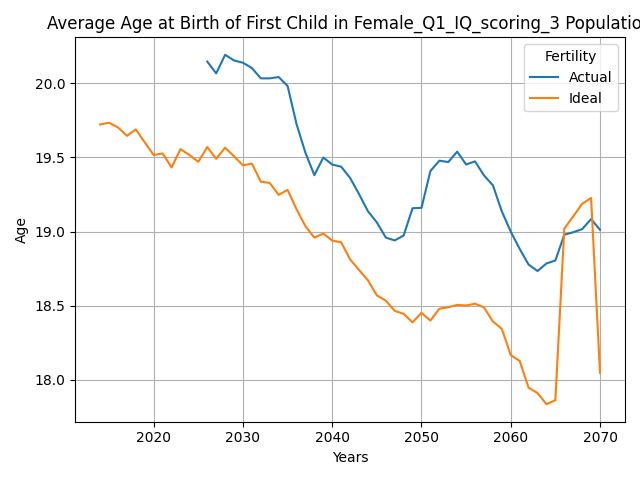 Average Age at Birth of First Child in Female_Q1_IQ_scoring_3 Populatio
Fertility
Actual
Ideal
20.0
19.5
19.0
18.5
18.0
Age
2020 2030 2040 2050 2060 2070
Years